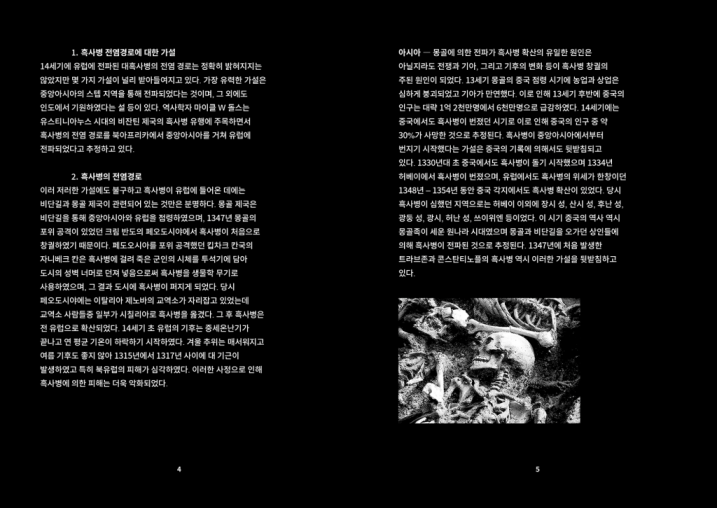 1. 흑사병 전염경로에 대한 가설
14세기에 유럽에 전파된 대흑사병의 전염 경로는 정확히 밝혀지지는
않았지만 몇 가지 가설이 널리 받아들여지고 있다. 가장 유력한 가설은
중앙아시아의 스텝 지역을 통해 전파되었다는 것이며, 그 외에도
인도에서 기원하였다는 설 등이 있다. 역사학자 마이클 W 돌스는
유스티니아누스 시대의 비잔틴 제국의 흑사병 유행에 주목하면서
흑사병의 전염 경로를 북아프리카에서 중앙아시아를 거쳐 유럽에
전파되었다고 추정하고 있다.
2. 흑사병의 전염경로
이러 저러한 가설에도 불구하고 흑사병이 유럽에 들어온 데에는
비단길과 몽골 제국이 관련되어 있는 것만은 분명하다. 몽골 제국은
비단길을 통해 중앙아시아와 유럽을 점령하였으며, 1347년 몽골의
포위 공격이 있었던 크림 반도의 페오도시야에서 흑사병이 처음으로
창궐하였기 때문이다. 페오도시야를 포위 공격했던 킵차크 칸국의
자니베크 칸은 흑사병에 걸려 죽은 군인의 시체를 투석기에 담아
도시의 성벽 너머로 던져 넣음으로써 흑사병을 생물학 무기로
사용하였으며, 그 결과 도시에 흑사병이 퍼지게 되었다. 당시
페오도시야에는 이탈리아 제노바의 교역소가 자리잡고 있었는데
교역소 사람들중 일부가 시칠리아로 흑사병을 옮겼다. 그 후 흑사병은
전 유럽으로 확산되었다. 14세기 초 유럽의 기후는 중세온난기가
끝나고 연 평균 기온이 하락하기 시작하였다. 겨울 추위는 매서워지고
여름 기후도 좋지 않아 1315년에서 1317년 사이에 대 기근이
발생하였고 특히 북유럽의 피해가 심각하였다. 이러한 사정으로 인해
흑사병에 의한 피해는 더욱 악화되었다.
4
아시아 — 몽골에 의한 전파가 흑사병 확산의 유일한 원인은
아닐지라도 전쟁과 기아, 그리고 기후의 변화 등이 흑사병 창궐의
주된 원인이 되었다. 13세기 몽골의 중국 점령 시기에 농업과 상업은
심하게 붕괴되었고 기아가 만연했다. 이로 인해 13세기 후반에 중국의
인구는 대략 1억 2천만명에서 6천만명으로 급감하였다. 14세기에는
중국에서도 흑사병이 번졌던 시기로 이로 인해 중국의 인구 중 약
30%가 사망한 것으로 추정된다. 흑사병이 중앙아시아에서부터
번지기 시작했다는 가설은 중국의 기록에 의해서도 뒷받침되고
있다. 1330년대 초 중국에서도 흑사병이 돌기 시작했으며 1334년
허베이에서 흑사병이 번졌으며, 유럽에서도 흑사병의 위세가 한창이던
1348년 – 1354년 동안 중국 각지에서도 흑사병 확산이 있었다. 당시
흑사병이 심했던 지역으로는 허베이 이외에 장시 성, 산시 성, 후난 성,
광둥 성, 광시, 허난 성, 쓰이위엔 등이었다. 이 시기 중국의 역사 역시
몽골족이 세운 원나라 시대였으며 몽골과 비단길을 오가던 상인들에
의해 흑사병이 전파된 것으로 추정된다. 1347년에 처음 발생한
트라브존과 콘스탄티노플의 흑사병 역시 이러한 가설을 뒷받침하고
있다.
5